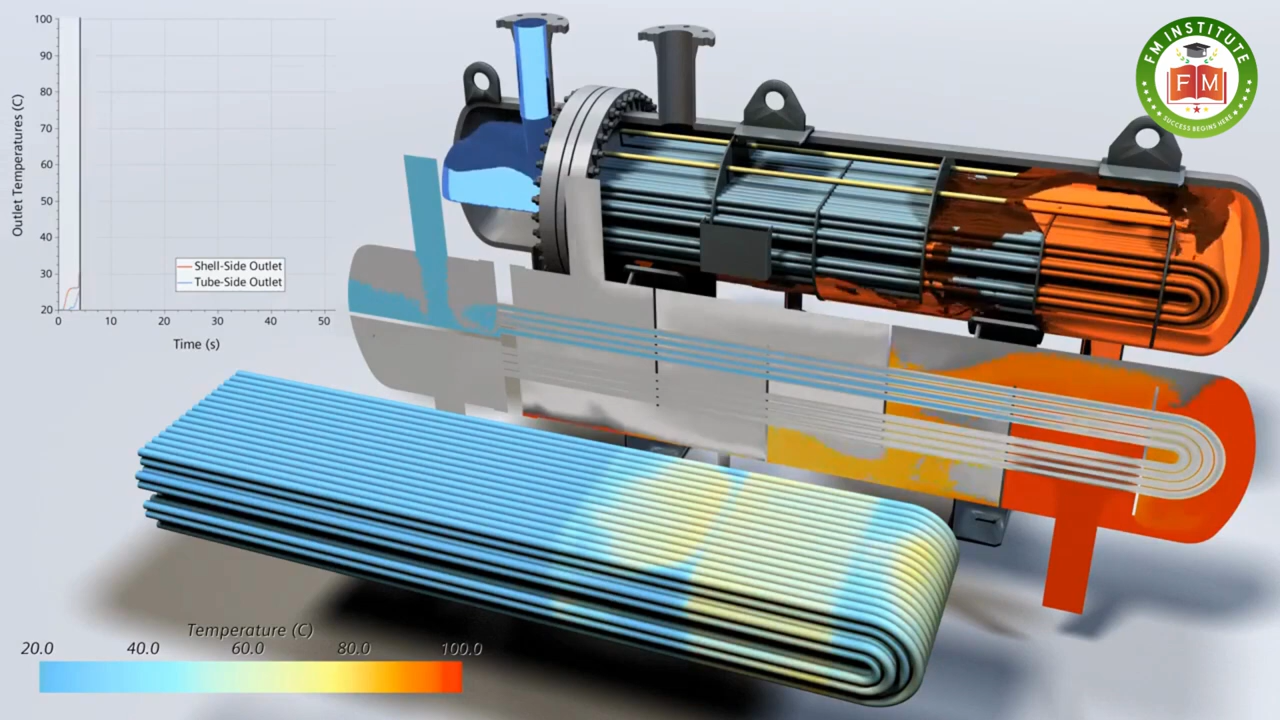 100
90
80
70
60
50
40
30
20
Outlet Temperatures (C)
Shell-Side Outlet
Tube-Side Outlet
0 10 20 30 40 50
Time (s)
FM INSTITUTE
F M
SUCCESS BEGINS HERE
Temperature (C)
20.0 40.0 60.0 80.0 100.0